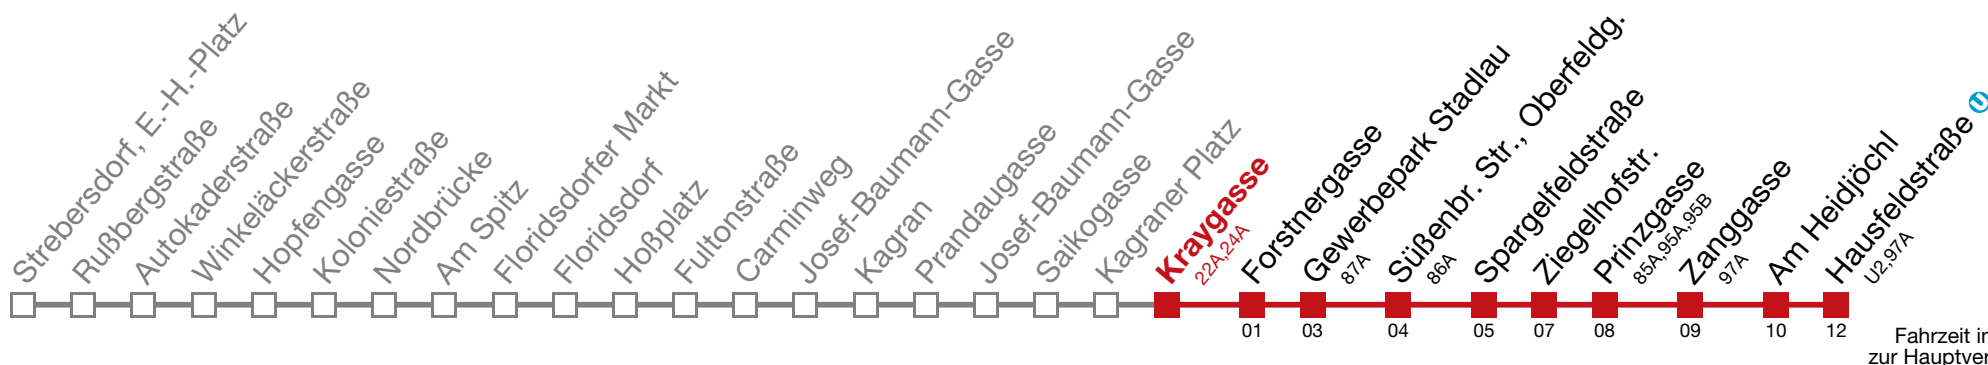 Strebersdorf, E.-H.-Platz
Rußbergstraße
Autokaderstraße
Winkeläckerstraße
Hopfengasse
Koloniestraße
Nordbrücke
Am Spitz
Floridsdorfer Markt
Floridsdorf
Hoßplatz
Fultonstraße
Carminweg
Josef-Baumann-Gasse
Kagran
Prandaugasse
Josef-Baumann-Gasse
Saikogasse
Kagraner Platz
Kraygasse
22A,24A
Forstnergasse
01
Gewerbepark Stadlau
87A
03
Süßenbr. Str., Oberfeldg.
86A
04
Spargelfeldstraße
05
Ziegelhofstr.
07
Prinzgasse
85A,95A,95B
08
Zanggasse
97A
09
Am Heidjöchl
10
Hausfeldstraße U
U2,97A
12
Fahrzeit
zur